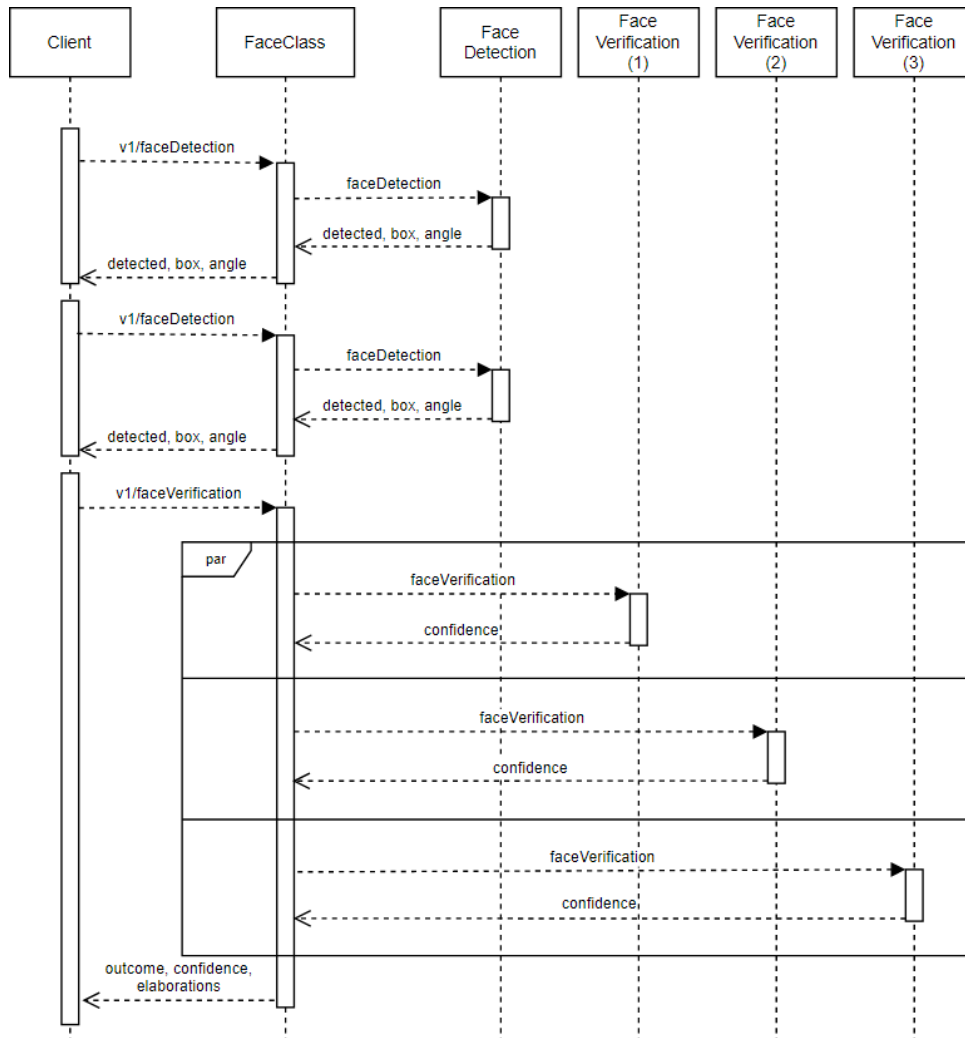 Client
FaceClass
Face
Detection
Face
Verification
(1)
Face
Verification
(2)
Face
Verification
(3)
v1/faceDetection
faceDetection
detected, box, angle
detected, box, angle
v1/faceDetection
faceDetection
detected, box, angle
detected, box, angle
v1/faceVerification
par
faceVerification
confidence
faceVerification
confidence
faceVerification
confidence
outcome, confidence,
elaborations